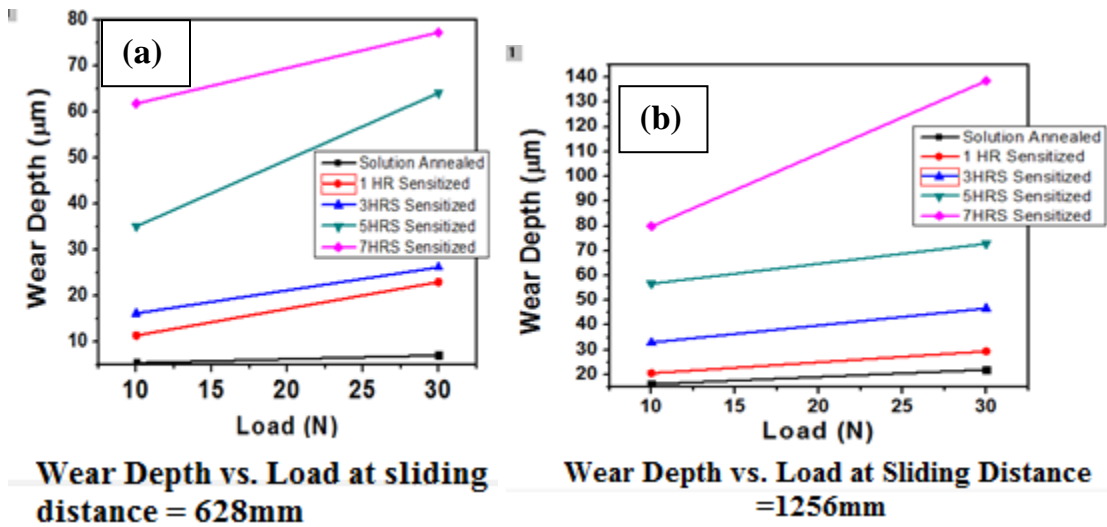 (a)
80
70
60
50
40
30
20
10
Wear Depth (μm)
Solution Annealed
1 HR Sensitized
3HRS Sensitized
5HRS Sensitized
7HRS Sensitized
10 15 20 25 30
Load (N)
Wear Depth vs. Load at sliding
distance = 628mm
1
(b)
140
130
120
110
100
90
80
70
60
50
40
30
20
Wear Depth (μm)
Solution Annealed
1 HR Sensitized
3HRS Sensitized
5HRS Sensitized
7HRS Sensitized
10 15 20 25 30
Load (N)
Wear Depth vs. Load at Sliding Distance
=1256mm